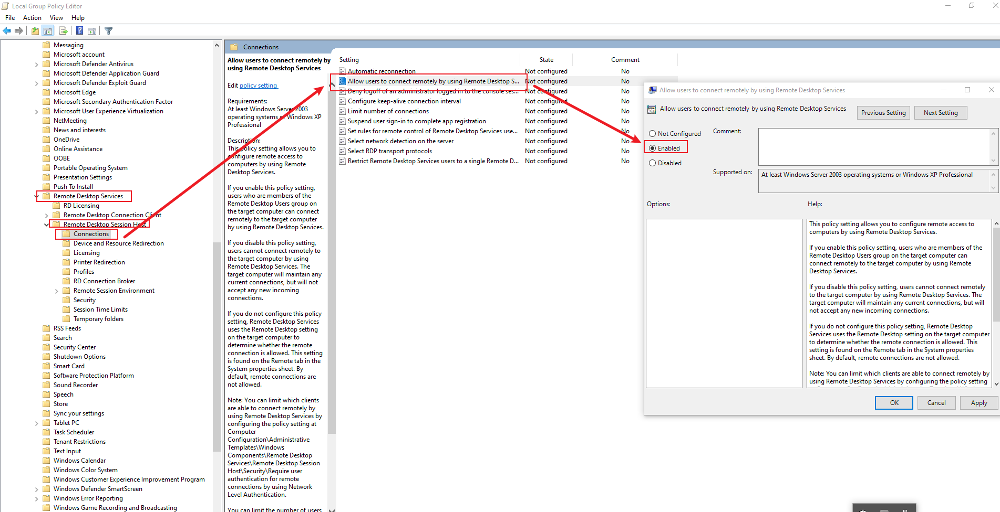 Local Group Policy Editor
File Action View Help
Messaging
Microsoft account
Microsoft Defender Antivirus
Microsoft Defender Application Guard
Microsoft Defender Exploit Guard
Microsoft Edge
Microsoft Secondary Authentication Factor
Microsoft User Experience Virtualization
NetMeeting
News and interests
OneDrive
Online Assistance
OOBE
Portable Operating System
Presentation Settings
Push To Install
Remote Desktop Services
RD Licensing
Remote Desktop Connection Client
Remote Desktop Session Host
Connections
Device and Resource Redirection
Licensing
Printer Redirection
Profiles
RD Connection Broker
Remote Session Environment
Security
Session Time Limits
Temporary folders
RSS Feeds
Search
Security Center
Shutdown Options
Smart Card
Software Protection Platform
Sound Recorder
Speech
Store
Sync your settings
Tablet PC
Task Scheduler
Tenant Restrictions
Text Input
Windows Calendar
Windows Color System
Windows Customer Experience Improvement Program
Windows Defender SmartScreen
Windows Error Reporting
Windows Game Recording and Broadcasting
Connections
Allow users to connect remotely by
using Remote Desktop Services
Edit policy setting
Requirements:
At least Windows Server 2003
operating systems or Windows XP
Professional
Description:
This policy setting allows you to
configure remote access to
computers by using Remote
Desktop Services.
If you enable this policy setting,
users who are members of the
Remote Desktop Users group on
the target computer can connect
remotely to the target computer
by using Remote Desktop Services.
If you disable this policy setting,
users cannot connect remotely to
the target computer by using
Remote Desktop Services. The
target computer will maintain any
current connections, but will not
accept any new incoming
connections.
If you do not configure this policy
setting, Remote Desktop Services
uses the Remote Desktop setting
on the target computer to
determine whether the remote
connection is allowed. This setting
is found on the Remote tab in the
System properties sheet. By
default, remote connections are
not allowed.
Note: You can limit which clients
are able to connect remotely by
using Remote Desktop Services by
configuring the policy setting at
Computer
Configuration\Administrative
Templates\Windows
Components\Remote Desktop
Services\Remote Desktop Session
Host\Security\Require user
authentication for remote
connections by using Network
Level Authentication.
You can limit the number of users
Setting State Comment
Automatic reconnection Not configured No
Allow users to connect remotely by using Remote Desktop S... Not configured No
Deny logoff of an administrator logged in to the console ses... Not configured No
Configure keep-alive connection interval Not configured No
Limit number of connections Not configured No
Suspend user sign-in to complete app registration Not configured No
Set rules for remote control of Remote Desktop Services use... Not configured No
Select network detection on the server Not configured No
Select RDP transport protocols Not configured No
Restrict Remote Desktop Services users to a single Remote D... Not configured No
Allow users to connect remotely by using Remote Desktop Services
Allow users to connect remotely by using Remote Desktop Services
Previous Setting Next Setting
Not Configured Comment:
Enabled
Disabled
Supported on: At least Windows Server 2003 operating systems or Windows XP Professional
Options: Help:
This policy setting allows you to configure remote access to
computers by using Remote Desktop Services.
If you enable this policy setting, users who are members of the
Remote Desktop Users group on the target computer can
connect remotely to the target computer by using Remote
Desktop Services.
If you disable this policy setting, users cannot connect remotely
to the target computer by using Remote Desktop Services. The
target computer will maintain any current connections, but will
not accept any new incoming connections.
If you do not configure this policy setting, Remote Desktop
Services uses the Remote Desktop setting on the target computer
to determine whether the remote connection is allowed. This
setting is found on the Remote tab in the System properties
sheet. By default, remote connections are not allowed.
Note: You can limit which clients are able to connect remotely by
using Remote Desktop Services by configuring the policy setting
OK Cancel Apply